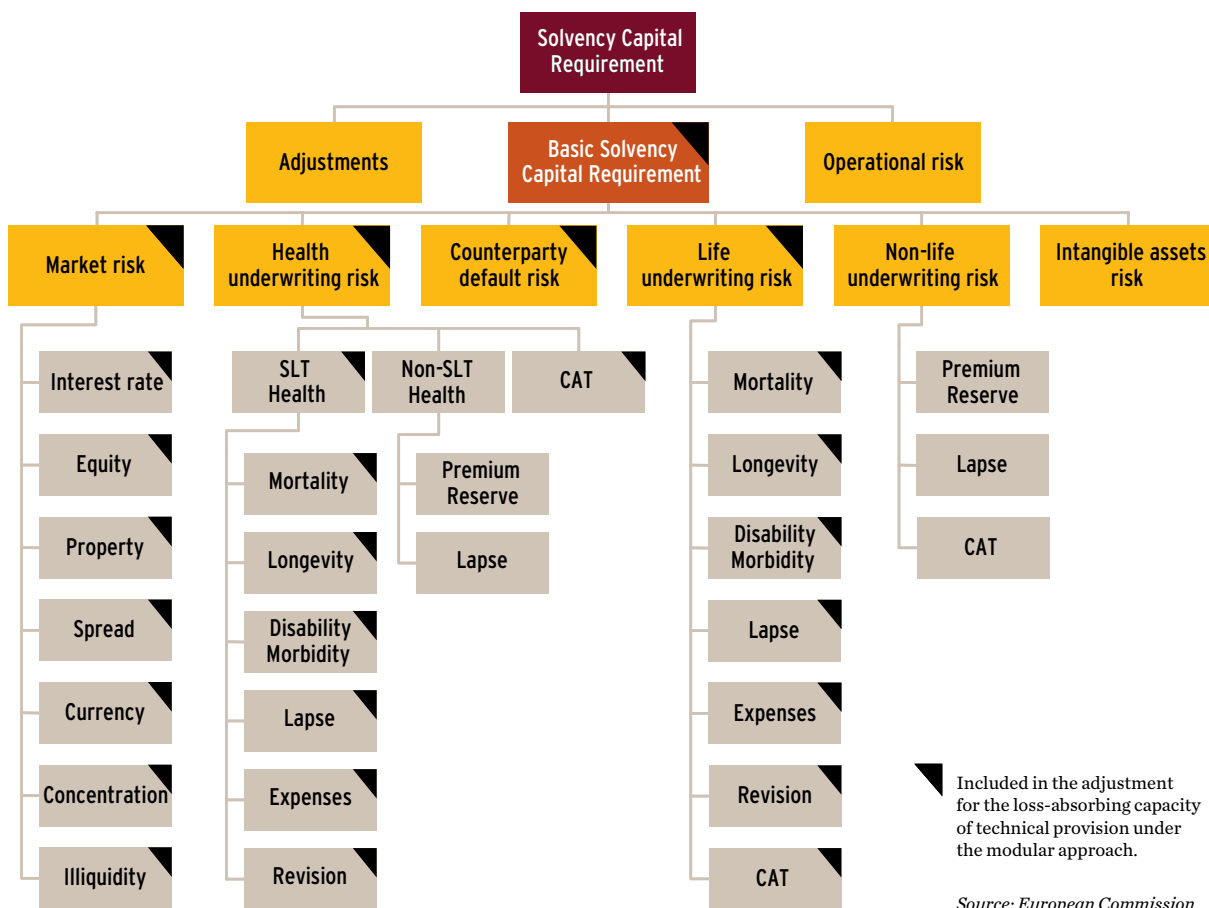 Solvency Capital
Requirement
Adjustments
Basic Solvency
Capital Requirement
Operational risk
Market risk
Health
underwriting risk
Counterparty
default risk
Life
underwriting risk
Non-life
underwriting risk
Intangible assets
risk
Interest rate
Equity
Property
Spread
Currency
Concentration
Illiquidity
SLT
Health
Non-SLT
Health
CAT
Mortality
Longevity
Disability
Morbidity
Lapse
Expenses
Revision
Premium
Reserve
Lapse
Mortality
Longevity
Disability
Morbidity
Lapse
Expenses
Revision
CAT
Premium
Reserve
Lapse
CAT
Included in the adjustment
for the loss-absorbing capacity
of technical provision under
the modular approach.
Source: European Commission